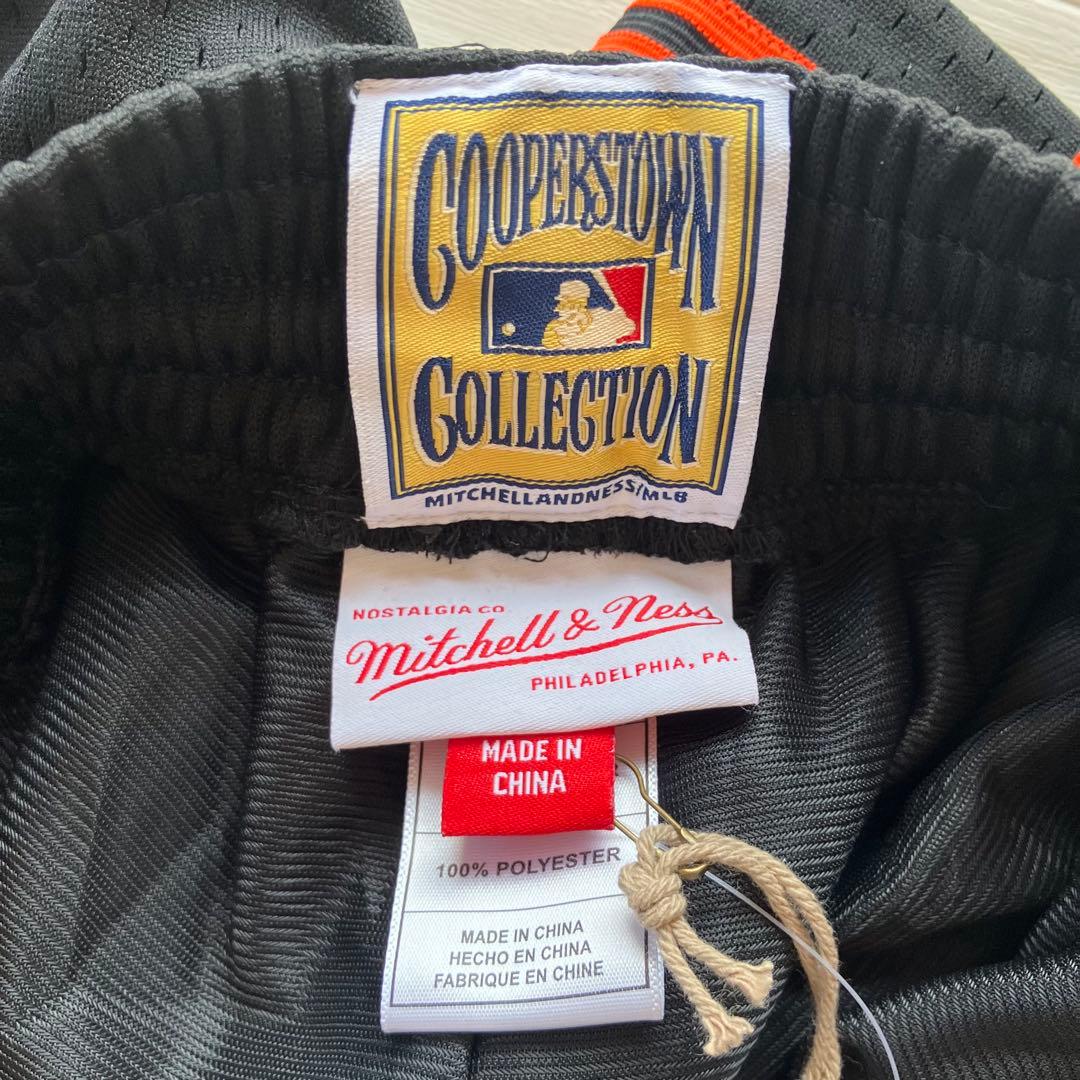 COOPERSTOWN
COLLECTION
MITCHELLANDNESS/MLB
NOSTALGIA CO.
Mitchell & Ness
PHILADELPHIA, PA.
MADE IN
CHINA
100% POLYESTER
MADE IN CHINA
HECHO EN CHINA
FABRIQUE EN CHINE